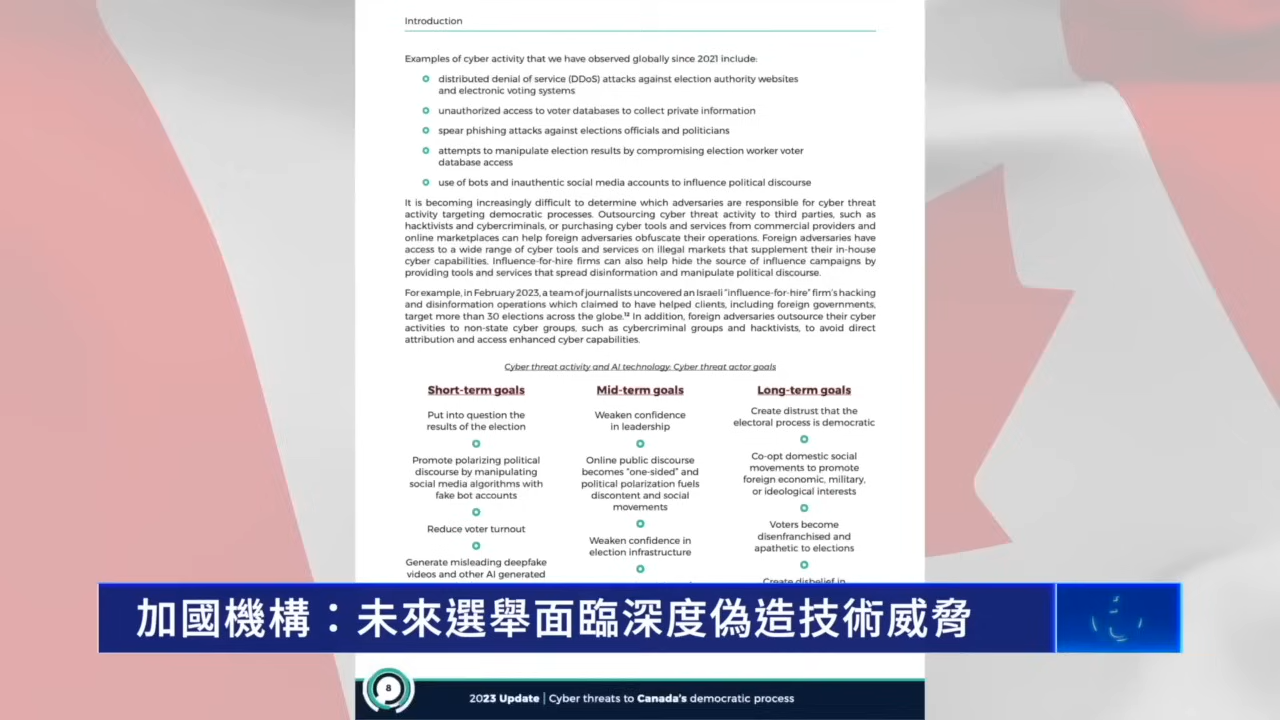 Introduction
Examples of cyber activity that we have observed globally since 2021 include:
distributed denial of service (DDoS) attacks against election authority websites
and electronic voting systems
unauthorized access to voter databases to collect private information
spear phishing attacks against elections officials and politicians
attempts to manipulate election results by compromising election worker voter
database access
use of bots and inauthentic social media accounts to influence political discourse
It is becoming increasingly difficult to determine which adversaries are responsible for cyber threat
activity targeting democratic processes. Outsourcing cyber threat activity to third parties, such as
hacktivists and cybercriminals, or purchasing cyber tools and services from commercial providers and
online marketplaces can help foreign adversaries obfuscate their operations. Foreign adversaries have
access to a wide range of cyber tools and services on illegal markets that supplement their in-house
cyber capabilities. Influence-for-hire firms can also help hide the source of influence campaigns by
providing tools and services that spread disinformation and manipulate political discourse.
For example, in February 2023, a team of journalists uncovered an Israeli "influence-for-hire" firm's hacking
and disinformation operations which claimed to have helped clients, including foreign governments,
target more than 30 elections across the globe.¹² In addition, foreign adversaries outsource their cyber
activities to non-state cyber groups, such as cybercriminal groups and hacktivists, to avoid direct
attribution and access enhanced cyber capabilities.
Cyber threat activity and AI technology: Cyber threat actor goals
Short-term goals
Put into question the
results of the election
Promote polarizing political
discourse by manipulating
social media algorithms with
fake bot accounts
Reduce voter turnout
Generate misleading deepfake
videos and other AI generated
Mid-term goals
Weaken confidence
in leadership
Online public discourse
becomes "one-sided" and
political polarization fuels
discontent and social
movements
Weaken confidence in
election infrastructure
Long-term goals
Create distrust that the
electoral process is democratic
Co-opt domestic social
movements to promote
foreign economic, military,
or ideological interests
Voters become
disenfranchised and
apathetic to elections
Create disbelief in
加國機構：未來選舉面臨深度偽造技術威脅
8
2023 Update | Cyber threats to Canada's democratic process